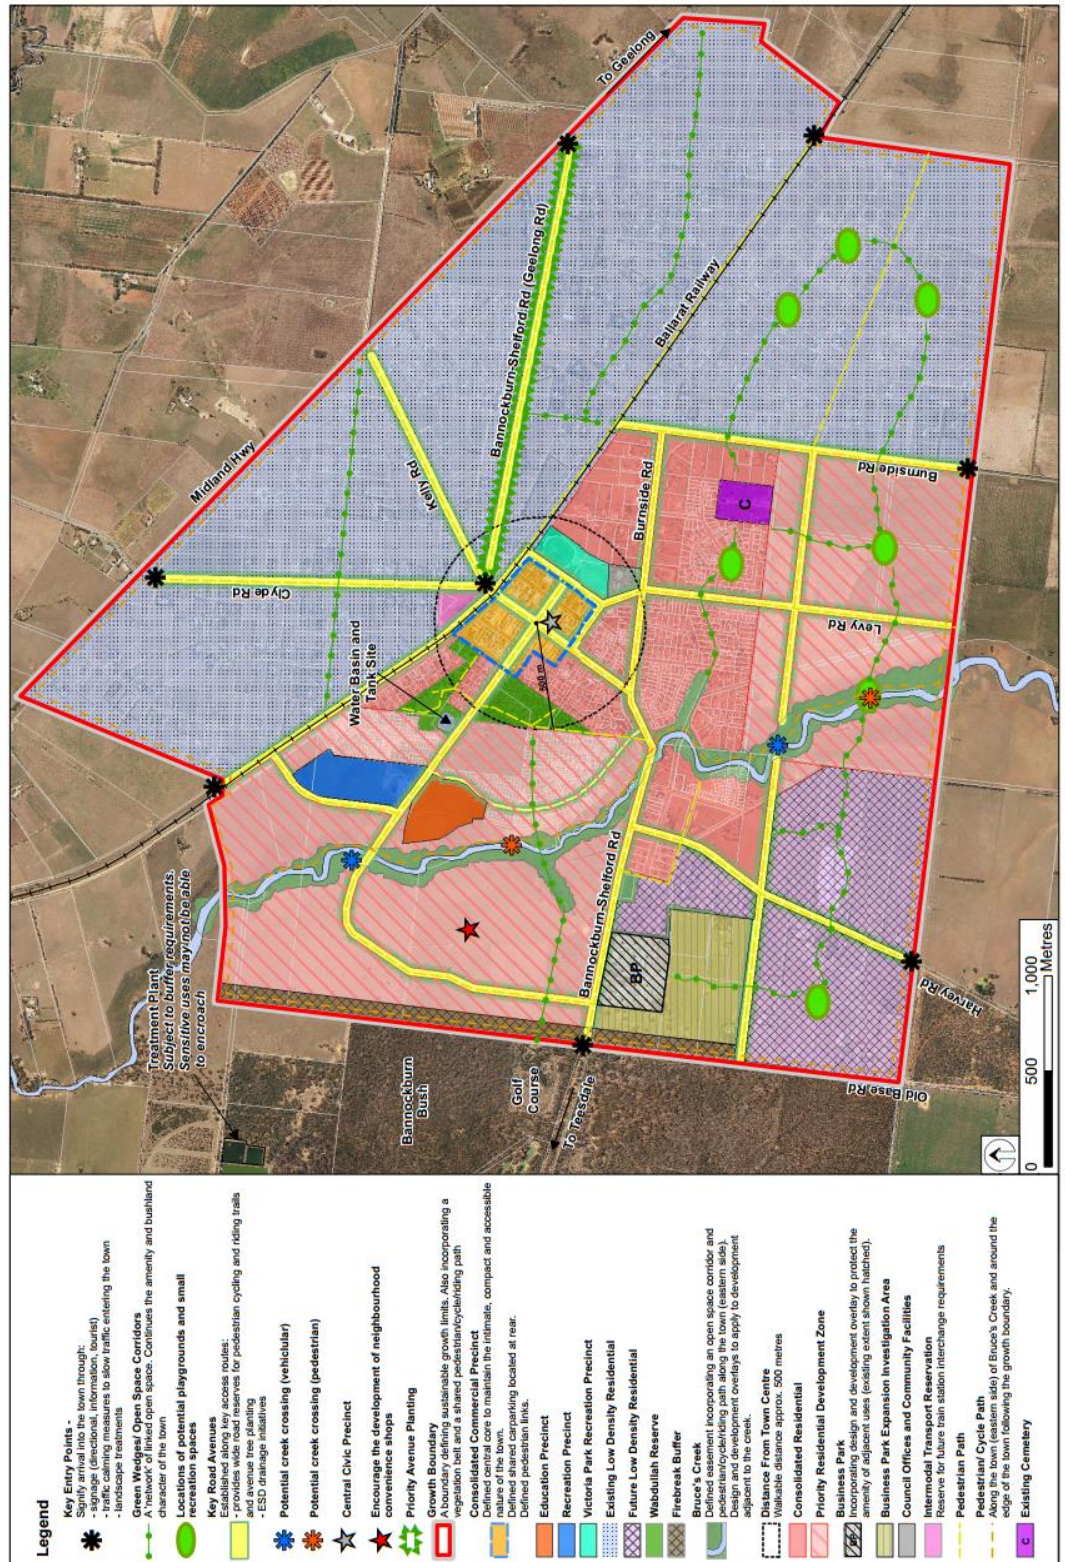 Legend
Key Entry Points -
Signify arrival into the town through:
- signage (directional, information, tourist)
- traffic calming measures to slow traffic entering the town
- landscape treatments
Green Wedges/ Open Space Corridors
A 'network' of linked open space. Continues the amenity and bushland
character of the town
Locations of potential playgrounds and small
recreation spaces
Key Road Avenues
Established along key access routes:
- provides wide road reserves for pedestrian cycling and riding trails
and avenue tree planting
- ESD drainage initiatives
Potential creek crossing (vehiclular)
Potential creek crossing (pedestrian)
Central Civic Precinct
Encourage the development of neighbourhood
convenience shops
Priority Avenue Planting
Growth Boundary
A boundary defining sustainable growth limits. Also incorporating a
vegetation belt and a shared pedestrian/cycle/riding path
Consolidated Commercial Precinct
Defined central core to maintain the intimate, compact and accessible
nature of the town.
Defined shared carparking located at rear.
Defined pedestrian links.
Education Precinct
Recreation Precinct
Victoria Park Recreation Precinct
Existing Low Density Residential
Future Low Density Residential
Wabdullah Reserve
Firebreak Buffer
Bruce's Creek
Defined easement incorporating an open space corridor and
pedestrian/cycle/riding path along the town (eastern side).
Design and development overlays to apply to development
adjacent to the creek.
Distance From Town Centre
Walkable distance approx. 500 metres
Consolidated Residential
Priority Residential Development Zone
Business Park
Incorporating design and development overlay to protect the
amenity of adjacent uses (existing extent shown hatched).
BP
Business Park Expansion Investigation Area
Council Offices and Community Facilities
Intermodal Transport Reservation
Reserve for future train station interchange requirements
Pedestrian Path
Pedestrian/ Cycle Path
- Along the town (eastern side) of Bruce's Creek and around the
edge of the town following the growth boundary.
C
Existing Cemetery
Treatment Plant
Subject to buffer requirements.
Sensitive uses may not be able
to encroach
Bannockburn
Bush
Golf
Course
To Teesdale
Old Base Rd
Harvey Rd
Bannockburn-Shelford Rd
BP
Water Basin and
Tank Site
500 m
Clyde Rd
Midland Hwy
Kelly Rd
Bannockburn-Shelford Rd (Geelong Rd)
To Geelong
Ballarat Railway
Burnside Rd
Burnside Rd
Levy Rd
C
0 500 1,000
Metres